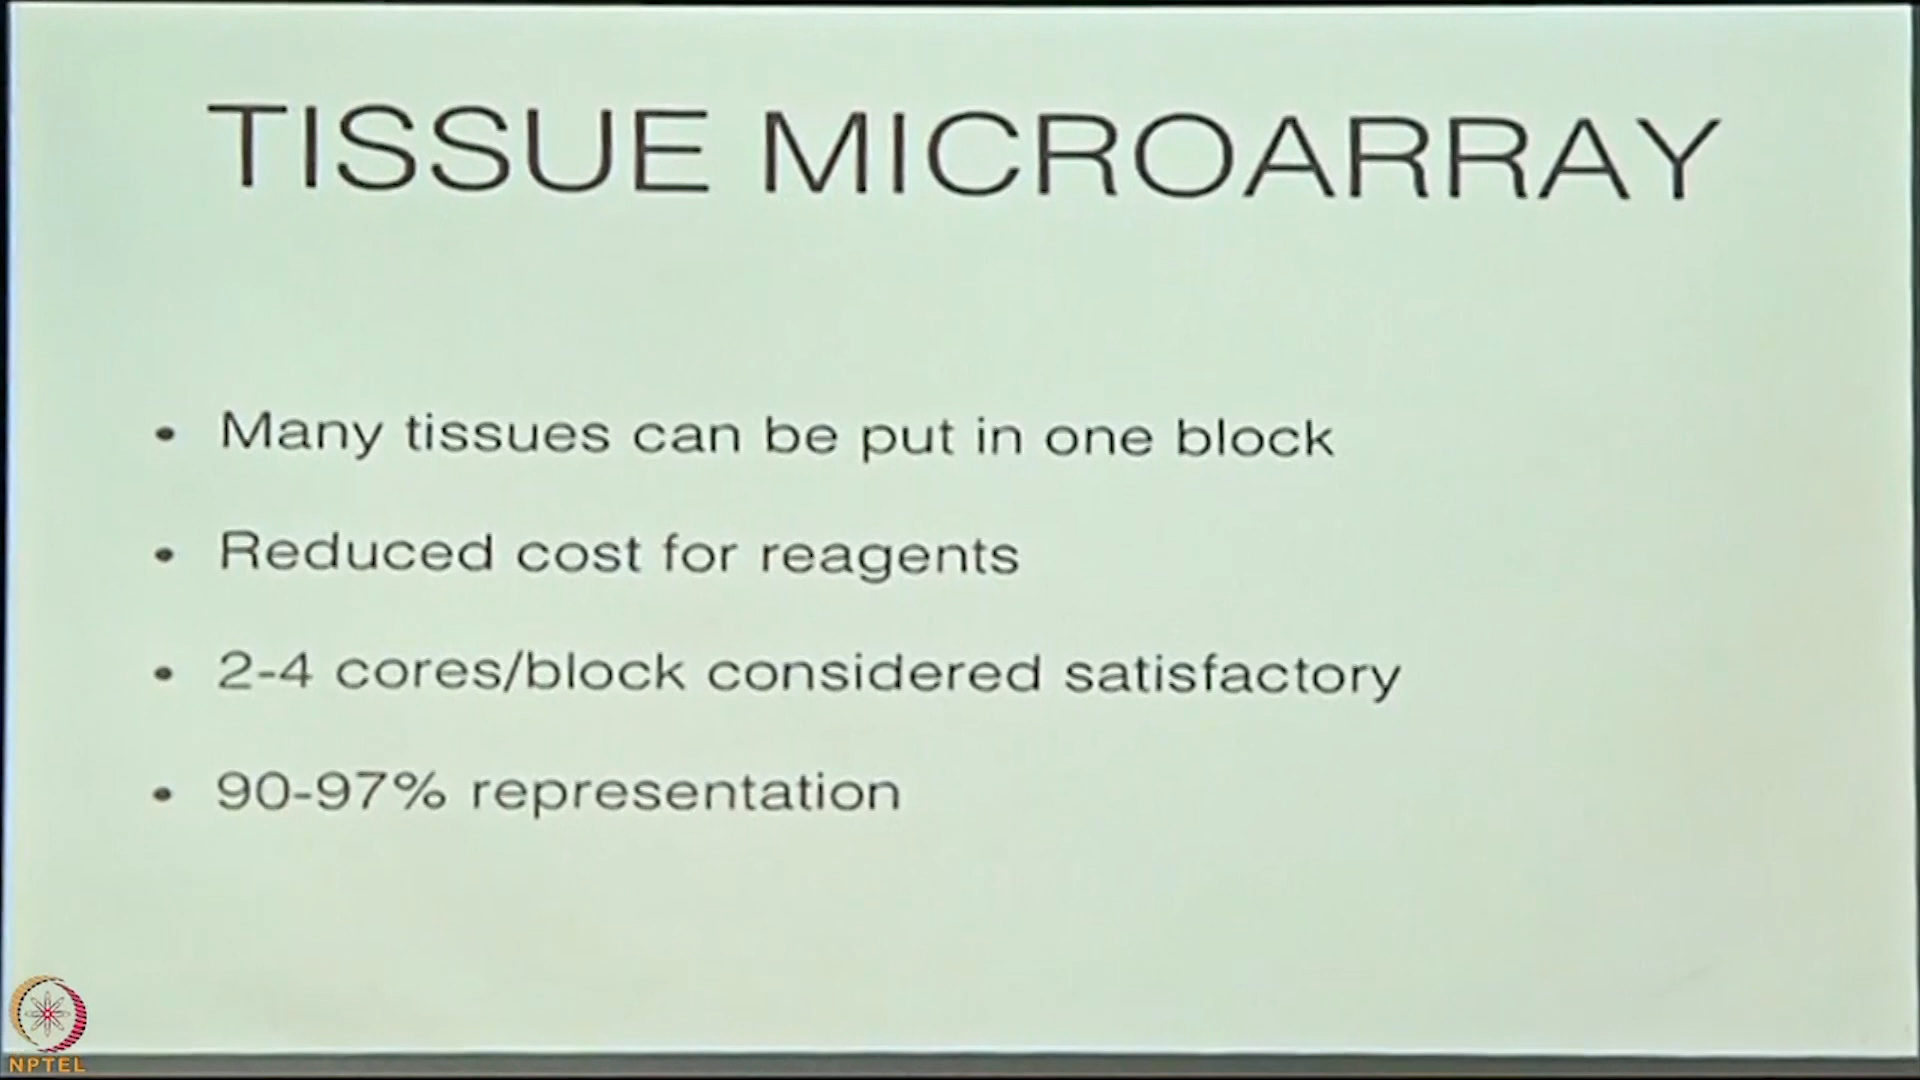 TISSUE MICROARRAY
• Many tissues can be put in one block
• Reduced cost for reagents
• 2-4 cores/block considered satisfactory
• 90-97% representation
NPTEL